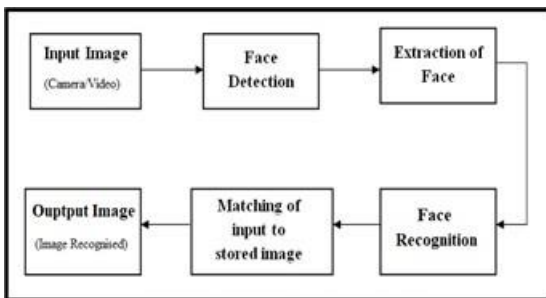 Input Image
(Camera/Video)
Face
Detection
Extraction of
Face
Ouptput Image
(Image Recognised)
Matching of
input to
stored image
Face
Recognition